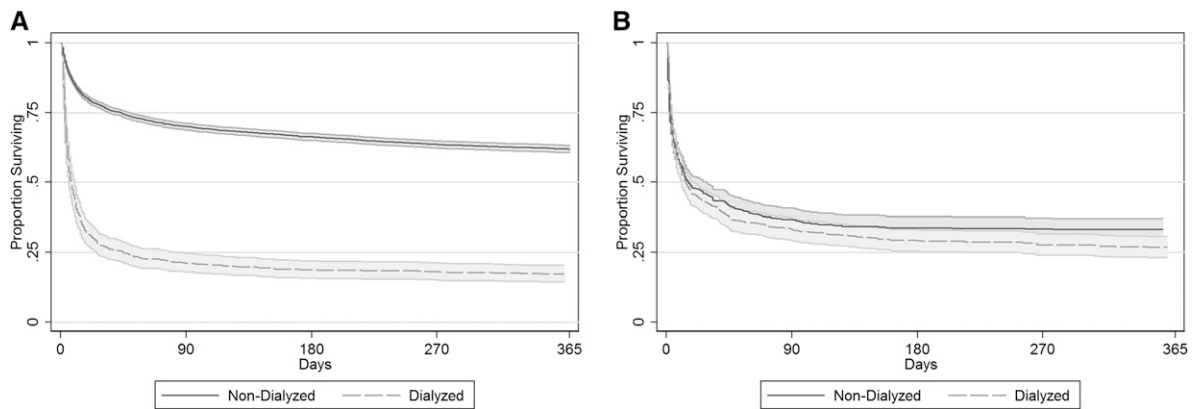 A
Proportion Surviving
1
.75
.5
.25
0
0 90 180 270 365
Days
Non-Dialyzed Dialyzed
B
Proportion Surviving
1
.75
.5
.25
0
0 90 180 270 365
Days
Non-Dialyzed Dialyzed